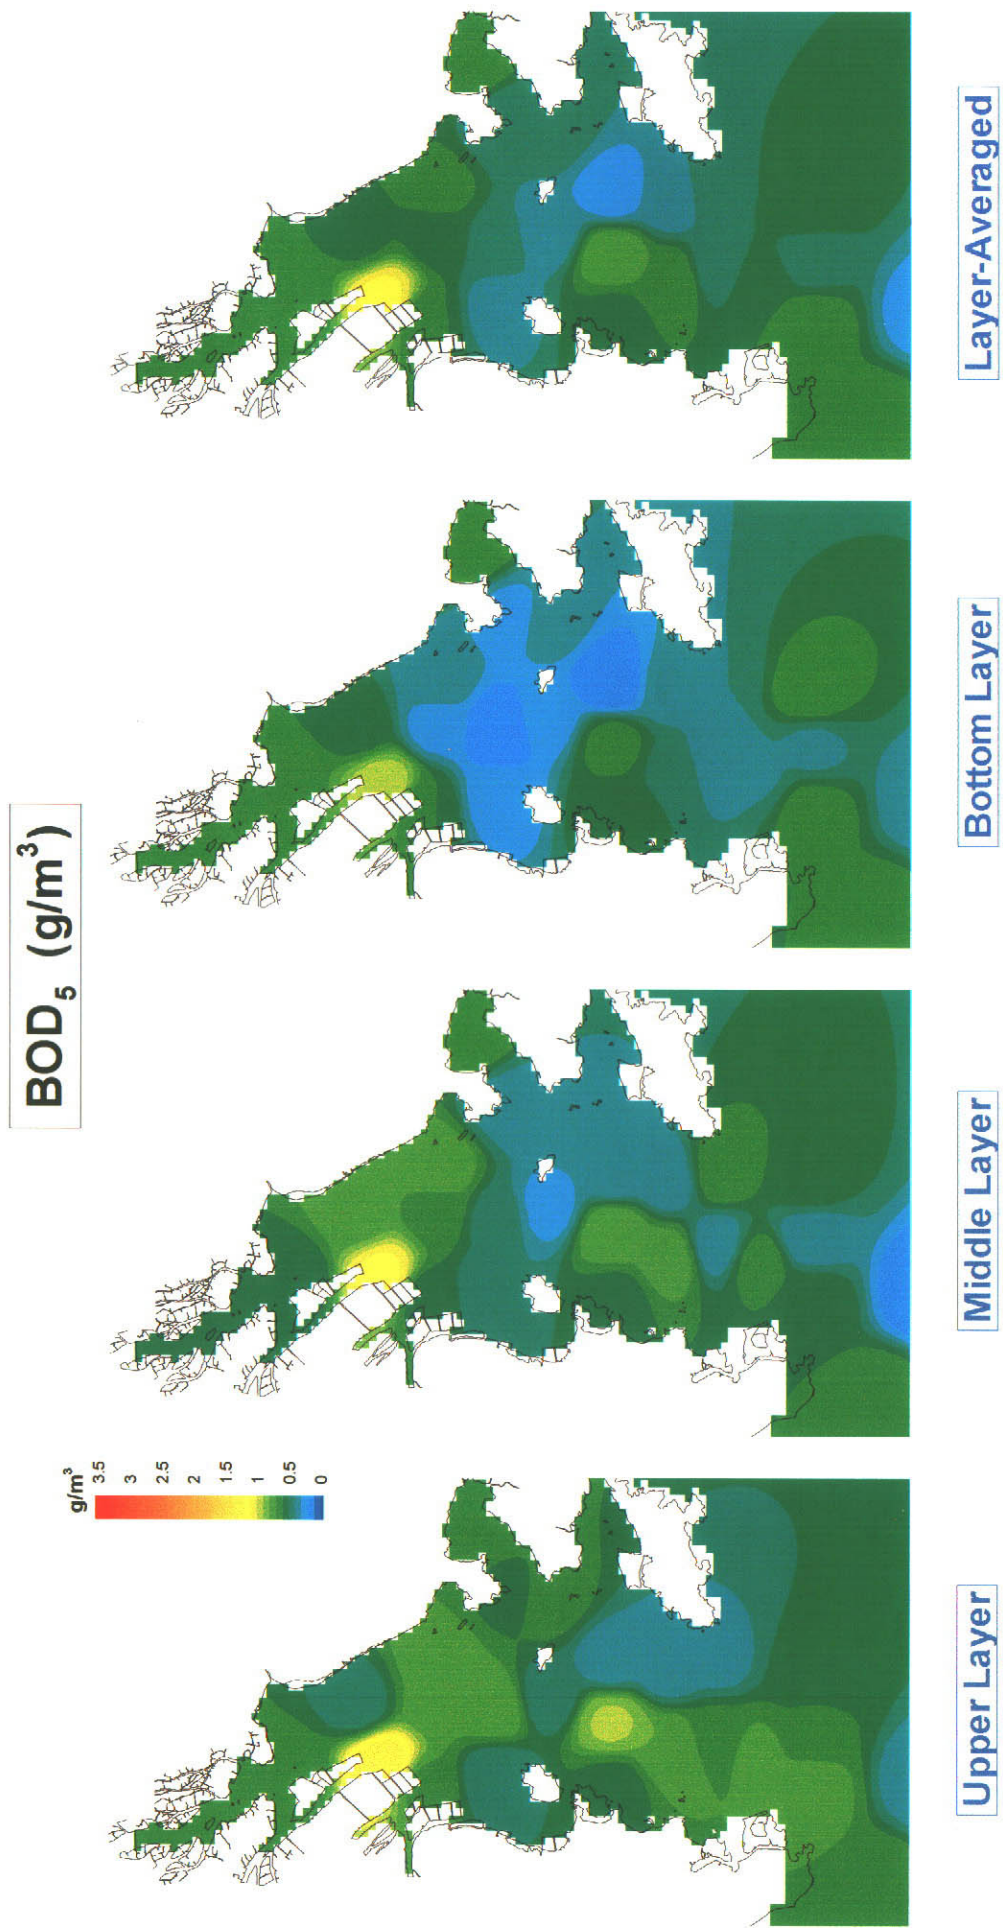 BOD₅ (g/m³)
g/m³
3.5
3
2.5
2
1.5
1
0.5
0
Upper Layer
Middle Layer
Bottom Layer
Layer-Averaged